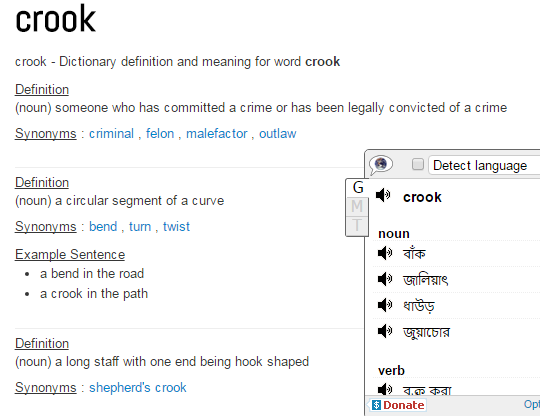 crook
crook - Dictionary definition and meaning for word crook
Definition
(noun) someone who has committed a crime or has been legally convicted of a crime
Synonyms : criminal , felon , malefactor , outlaw
Definition
(noun) a circular segment of a curve
Synonyms : bend , turn , twist
Example Sentence
a bend in the road
a crook in the path
Definition
(noun) a long staff with one end being hook shaped
Synonyms : shepherd's crook
Detect language
G
M
T
crook
noun
বাঁক
জালিয়াৎ
ধাউড়
জুয়াচোর
verb
বক্র করা
Donate
Opt